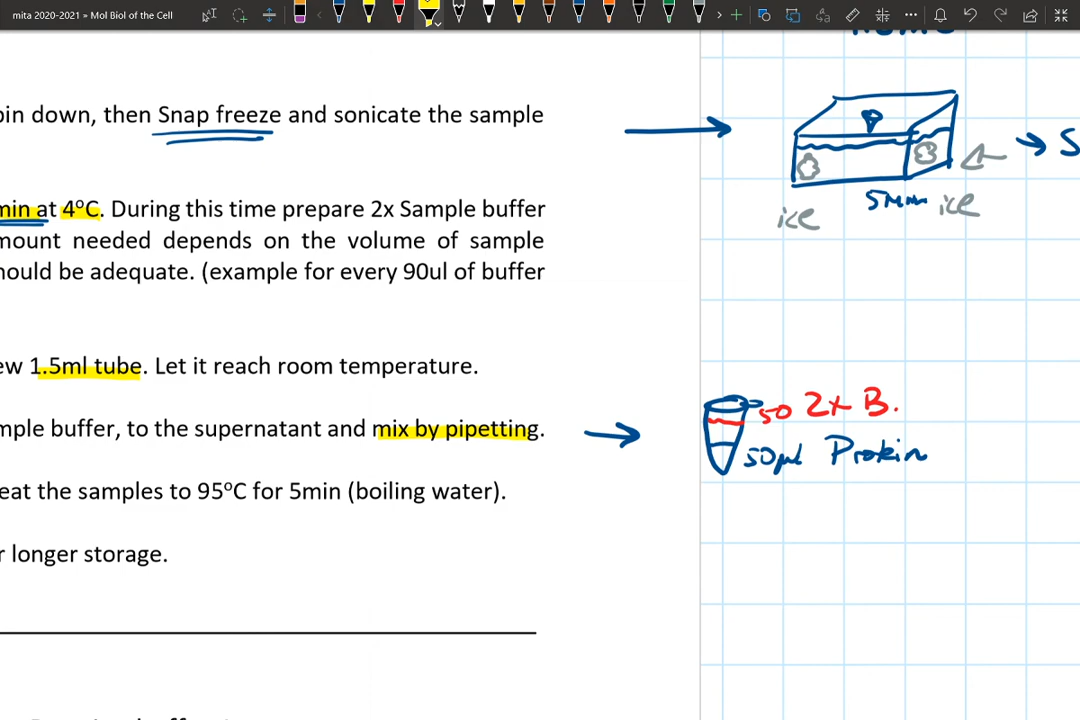 mita 2020-2021 » Mol Biol of the Cell
pin down, then Snap freeze and sonicate the sample
min at 4°C. During this time prepare 2x Sample buffer
mount needed depends on the volume of sample
hould be adequate. (example for every 90ul of buffer
ew 1.5ml tube. Let it reach room temperature.
mple buffer, to the supernatant and mix by pipetting.
eat the samples to 95°C for 5min (boiling water).
r longer storage.
5min
ice ice
S
50 2x B.
50μl Protein